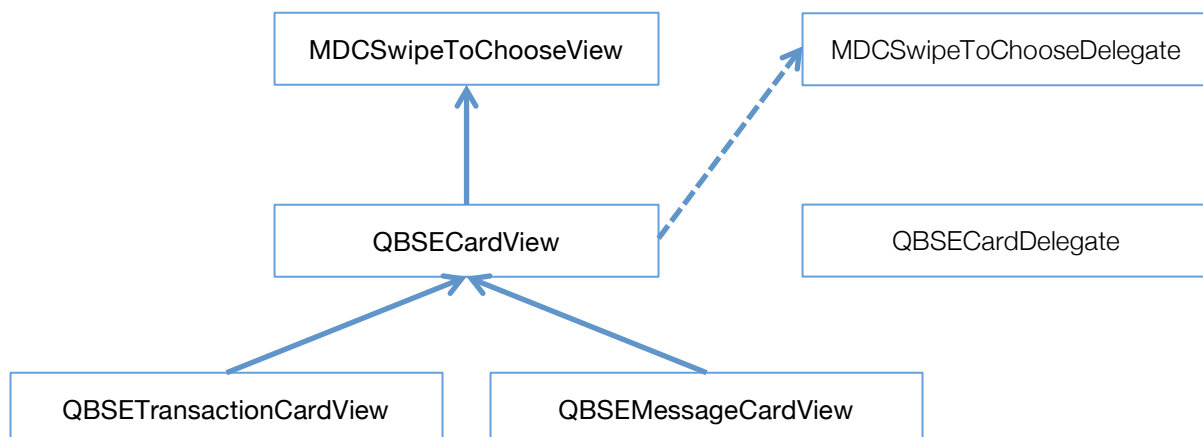 MDCSwipeToChooseView
MDCSwipeToChooseDelegate
QBSECardView
QBSECardDelegate
QBSETransactionCardView
QBSEMessageCardView